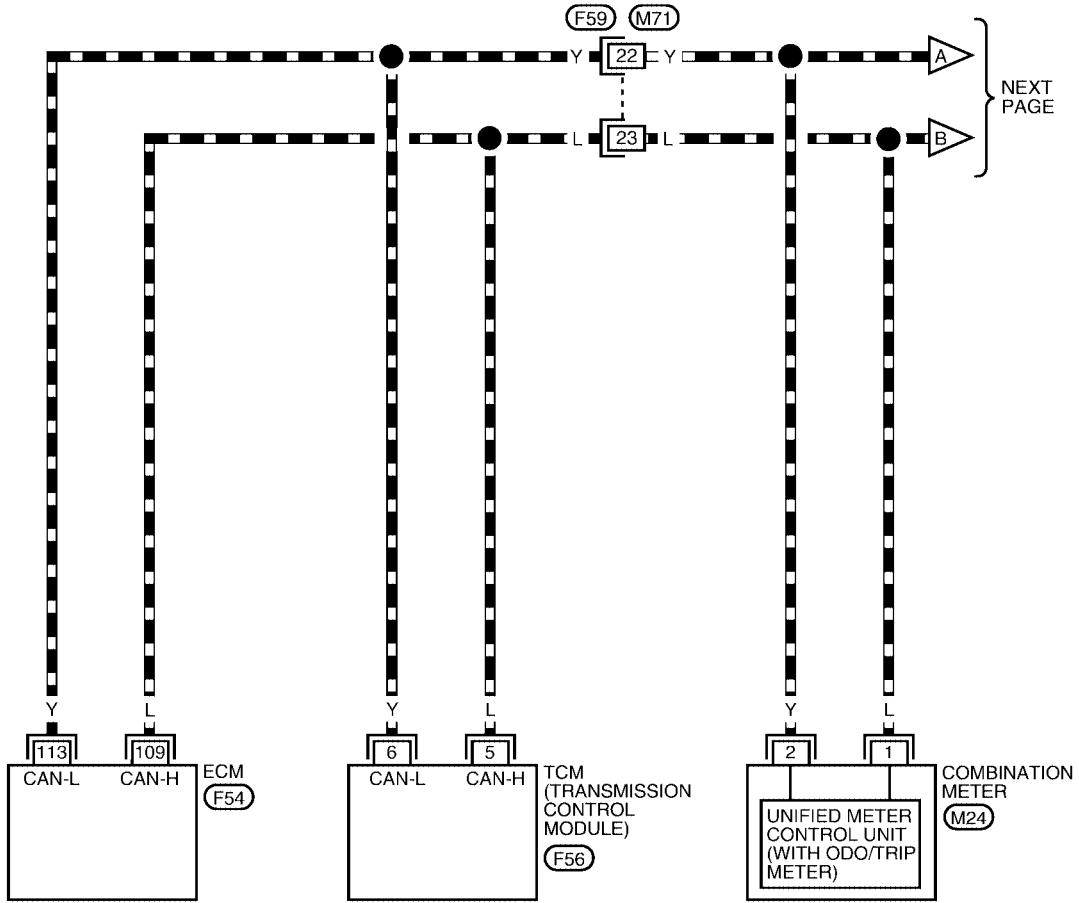 F59 M71
Y 22 Y A
NEXT
PAGE
L 23 L B
Y L Y L Y L
113 109 6 5 2 1
CAN-L CAN-H
ECM
F54
CAN-L CAN-H
TCM
(TRANSMISSION
CONTROL
MODULE)
F56
COMBINATION
METER
M24
UNIFIED METER
CONTROL UNIT
(WITH ODO/TRIP
METER)